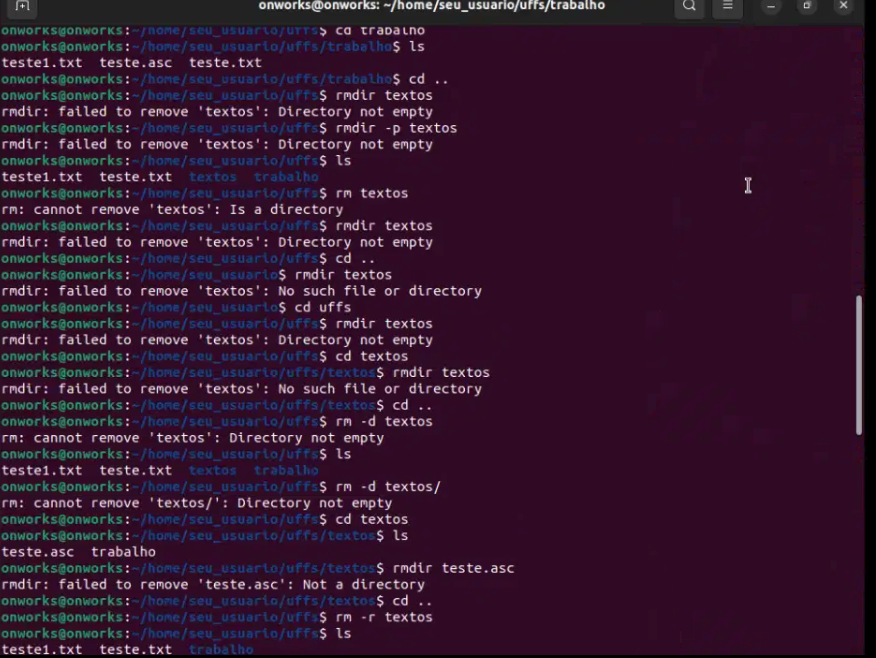 onworks@onworks: ~/home/seu_usuario/uffs/trabalho
onworks@onworks:~/home/seu_usuario/uffs$ cd trabalho
onworks@onworks:~/home/seu_usuario/uffs/trabalho$ ls
teste1.txt  teste.asc  teste.txt
onworks@onworks:~/home/seu_usuario/uffs/trabalho$ cd ..
onworks@onworks:~/home/seu_usuario/uffs$ rmdir textos
rmdir: failed to remove 'textos': Directory not empty
onworks@onworks:~/home/seu_usuario/uffs$ rmdir -p textos
rmdir: failed to remove 'textos': Directory not empty
onworks@onworks:~/home/seu_usuario/uffs$ ls
teste1.txt  teste.txt  textos  trabalho
onworks@onworks:~/home/seu_usuario/uffs$ rm textos
rm: cannot remove 'textos': Is a directory
onworks@onworks:~/home/seu_usuario/uffs$ rmdir textos
rmdir: failed to remove 'textos': Directory not empty
onworks@onworks:~/home/seu_usuario/uffs$ cd ..
onworks@onworks:~/home/seu_usuario$ rmdir textos
rmdir: failed to remove 'textos': No such file or directory
onworks@onworks:~/home/seu_usuario$ cd uffs
onworks@onworks:~/home/seu_usuario/uffs$ rmdir textos
rmdir: failed to remove 'textos': Directory not empty
onworks@onworks:~/home/seu_usuario/uffs$ cd textos
onworks@onworks:~/home/seu_usuario/uffs/textos$ rmdir textos
rmdir: failed to remove 'textos': No such file or directory
onworks@onworks:~/home/seu_usuario/uffs/textos$ cd ..
onworks@onworks:~/home/seu_usuario/uffs$ rm -d textos
rm: cannot remove 'textos': Directory not empty
onworks@onworks:~/home/seu_usuario/uffs$ ls
teste1.txt  teste.txt  textos  trabalho
onworks@onworks:~/home/seu_usuario/uffs$ rm -d textos/
rm: cannot remove 'textos/': Directory not empty
onworks@onworks:~/home/seu_usuario/uffs$ cd textos
onworks@onworks:~/home/seu_usuario/uffs/textos$ ls
teste.asc  trabalho
onworks@onworks:~/home/seu_usuario/uffs/textos$ rmdir teste.asc
rmdir: failed to remove 'teste.asc': Not a directory
onworks@onworks:~/home/seu_usuario/uffs/textos$ cd ..
onworks@onworks:~/home/seu_usuario/uffs$ rm -r textos
onworks@onworks:~/home/seu_usuario/uffs$ ls
teste1.txt  teste.txt  trabalho